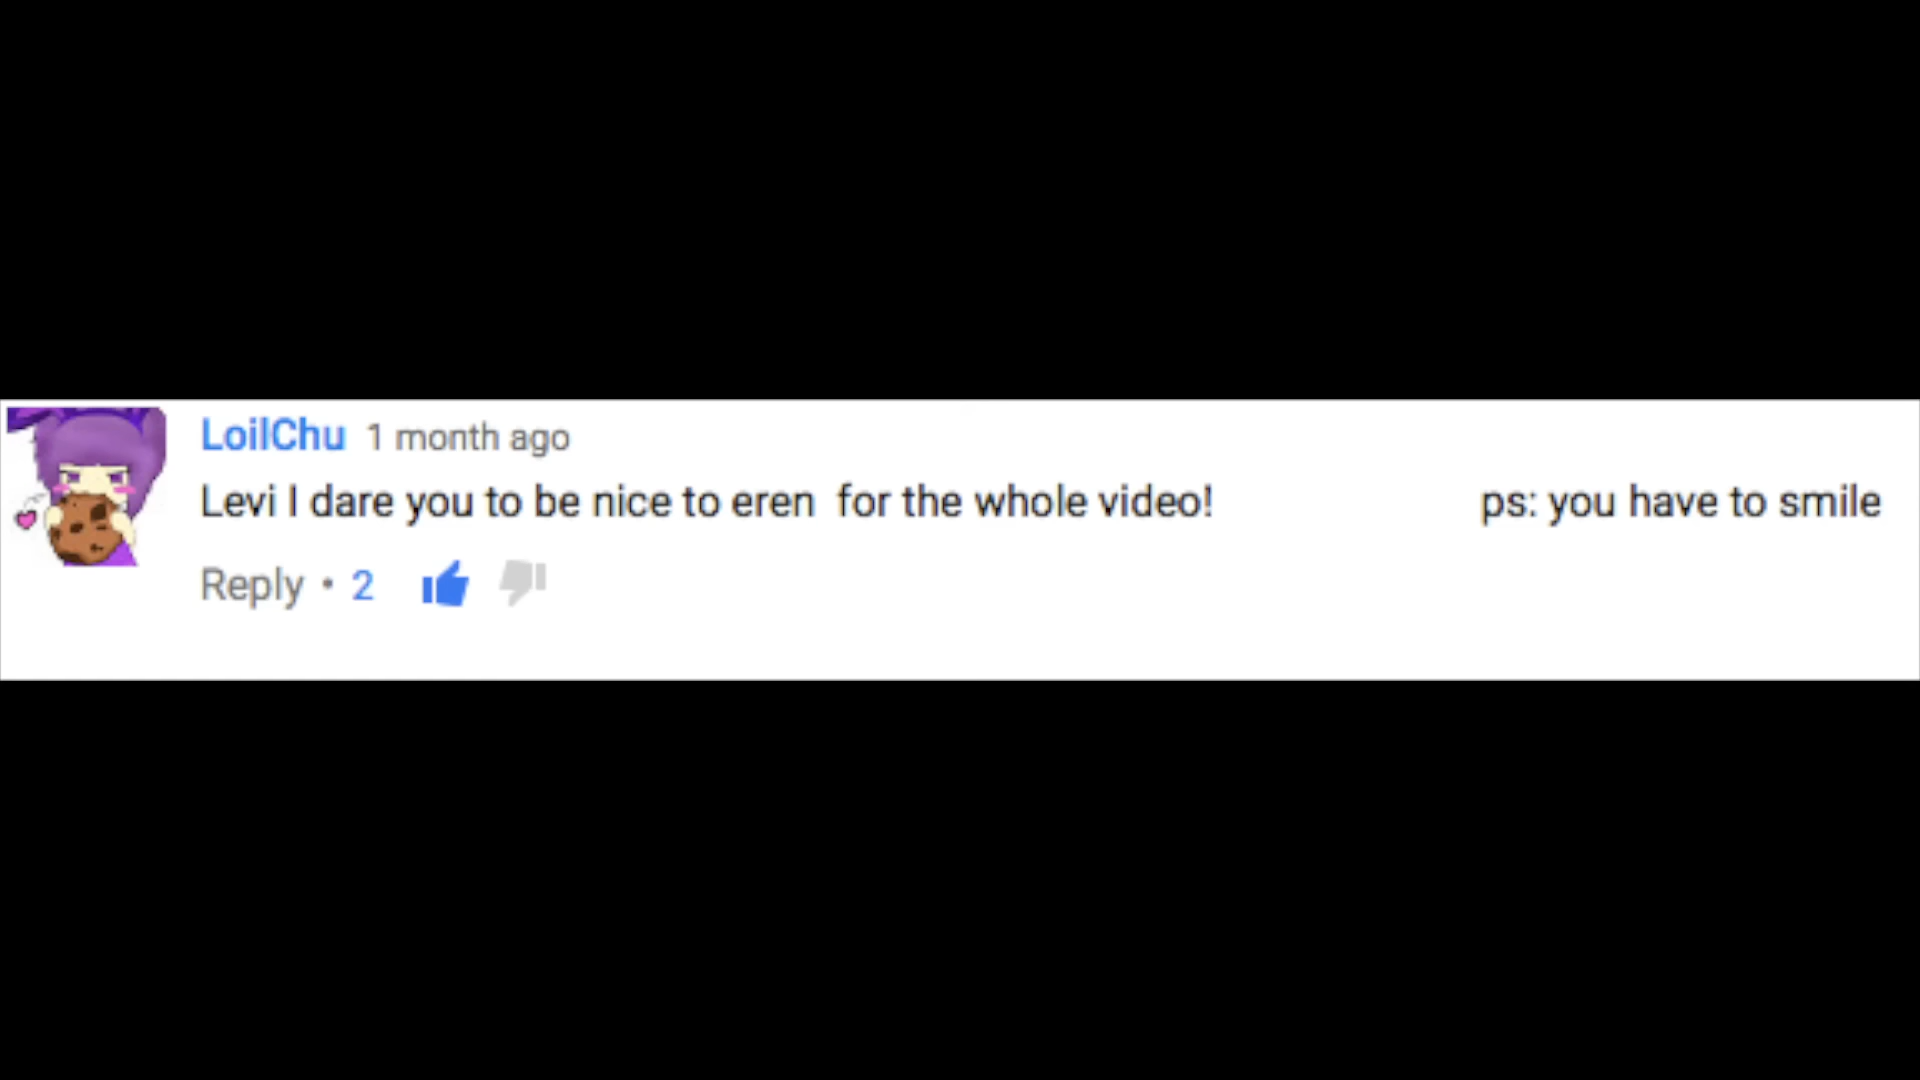 LoilChu 1 month ago
Levi I dare you to be nice to eren  for the whole video! ps: you have to smile
Reply • 2